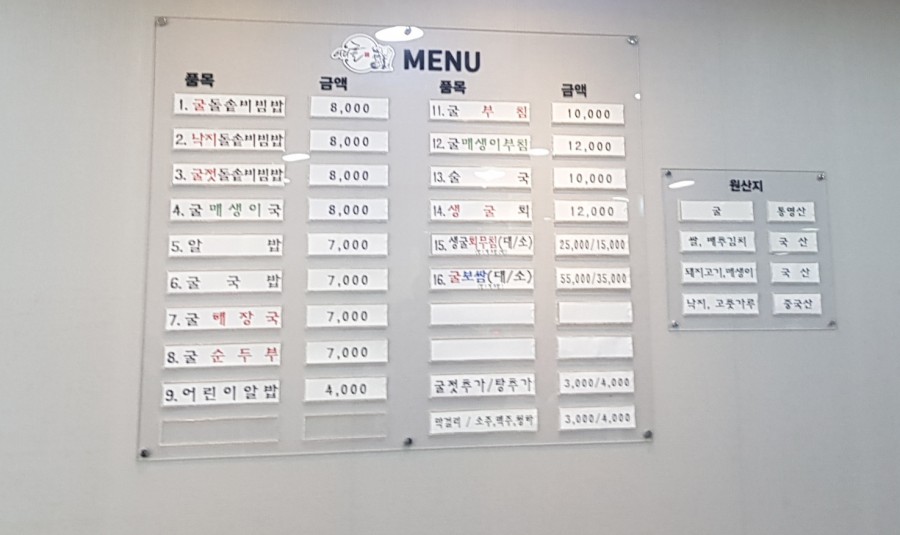 MENU
품목 금액
1. 굴돌솥비빔밥 8,000
2. 낙지돌솥비빔밥 8,000
3. 굴젓돌솥비빔밥 8,000
4. 굴매생이국 8,000
5. 알밥 7,000
6. 굴국밥 7,000
7. 굴해장국 7,000
8. 굴순두부 7,000
9. 어린이알밥 4,000
품목 금액
11. 굴부침 10,000
12. 굴매생이부침 12,000
13. 술국 10,000
14. 생굴회 12,000
15. 생굴회무침(대/소) 25,000/15,000
16. 굴보쌈(대/소) 55,000/35,000
굴젓추가/탕추가 3,000/4,000
막걸리 / 소주,맥주,청하 3,000/4,000
원산지
굴 통영산
쌀, 배추김치 국산
돼지고기,매생이 국산
낙지, 고춧가루 중국산